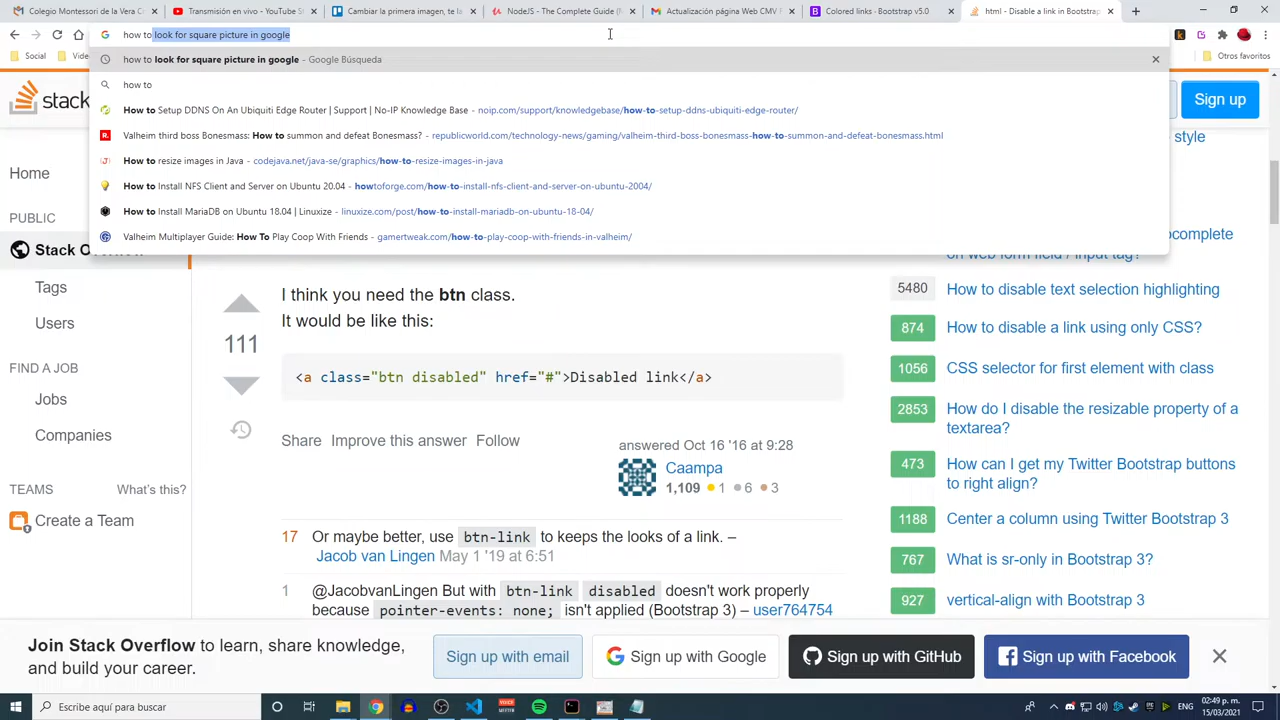 Colegio Montessori de la Ver
Transmisión en vivo - YouTube S
Cambiar la primera imagen, te la
NodeJS - The Complete Guide (
Actualización página Web CMV
Colored links · Bootstrap v5.0
html - Disable a link in Bootstrap
how to look for square picture in google
Social
Vide
Otros favoritos
how to look for square picture in google - Google Búsqueda
how to
How to Setup DDNS On An Ubiquiti Edge Router | Support | No-IP Knowledge Base - noip.com/support/knowledgebase/how-to-setup-ddns-ubiquiti-edge-router/
Valheim third boss Bonesmass: How to summon and defeat Bonesmass? - republicworld.com/technology-news/gaming/valheim-third-boss-bonesmass-how-to-summon-and-defeat-bonesmass.html
How to resize images in Java - codejava.net/java-se/graphics/how-to-resize-images-in-java
How to Install NFS Client and Server on Ubuntu 20.04 - howtoforge.com/how-to-install-nfs-client-and-server-on-ubuntu-2004/
How to Install MariaDB on Ubuntu 18.04 | Linuxize - linuxize.com/post/how-to-install-mariadb-on-ubuntu-18-04/
Valheim Multiplayer Guide: How To Play Coop With Friends - gamertweak.com/how-to-play-coop-with-friends-in-valheim/
stack
Sign up
Home
PUBLIC
Stack Overflow
Tags
Users
FIND A JOB
Jobs
Companies
TEAMS
What's this?
Create a Team
I think you need the btn class.
It would be like this:
111
<a class="btn disabled" href="#">Disabled link</a>
Share Improve this answer Follow
answered Oct 16 '16 at 9:28
Caampa
1,109 1 6 3
17 Or maybe better, use btn-link to keeps the looks of a link. –
Jacob van Lingen May 1 '19 at 6:51
1 @JacobvanLingen But with btn-link disabled doesn't work properly
because pointer-events: none; isn't applied (Bootstrap 3) – user764754
style
ocomplete
on web form field / input tag?
5480 How to disable text selection highlighting
874 How to disable a link using only CSS?
1056 CSS selector for first element with class
2853 How do I disable the resizable property of a
textarea?
473 How can I get my Twitter Bootstrap buttons
to right align?
1188 Center a column using Twitter Bootstrap 3
767 What is sr-only in Bootstrap 3?
927 vertical-align with Bootstrap 3
Join Stack Overflow to learn, share knowledge,
and build your career.
Sign up with email
Sign up with Google
Sign up with GitHub
Sign up with Facebook
Escribe aquí para buscar
ENG
02:49 p. m.
15/03/2021